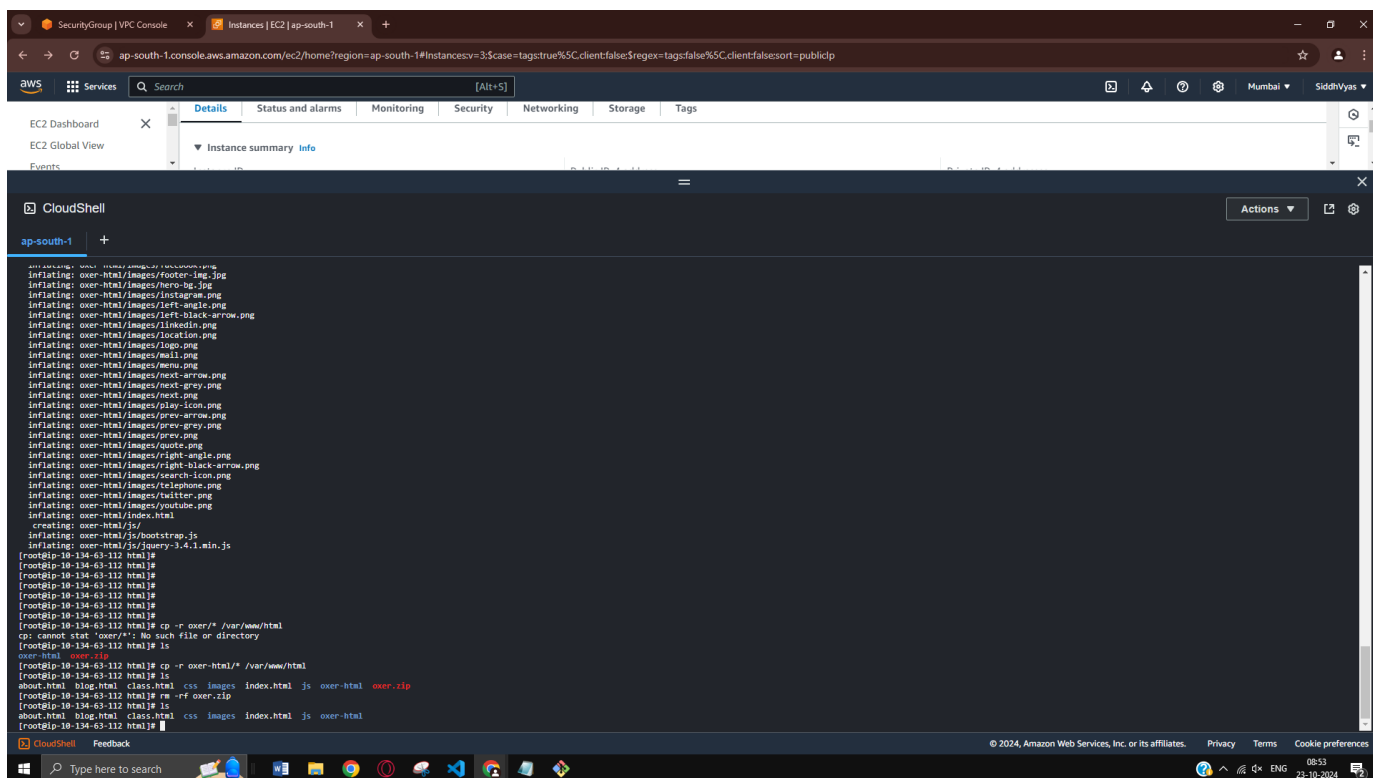 SecurityGroup | VPC Console
Instances | EC2 | ap-south-1
ap-south-1.console.aws.amazon.com/ec2/home?region=ap-south-1#Instances:v=3;$case=tags:true%5C,client:false;$regex=tags:false%5C,client:false;sort=publicIp
aws Services Search [Alt+S] Mumbai SiddhVyas
EC2 Dashboard
EC2 Global View
Events
Details Status and alarms Monitoring Security Networking Storage Tags
Instance summary Info
CloudShell Actions
ap-south-1 +
inflating: oxer-html/images/facebook.png
inflating: oxer-html/images/footer-img.jpg
inflating: oxer-html/images/hero-bg.jpg
inflating: oxer-html/images/instagram.png
inflating: oxer-html/images/left-angle.png
inflating: oxer-html/images/left-black-arrow.png
inflating: oxer-html/images/linkedin.png
inflating: oxer-html/images/location.png
inflating: oxer-html/images/logo.png
inflating: oxer-html/images/mail.png
inflating: oxer-html/images/menu.png
inflating: oxer-html/images/next-arrow.png
inflating: oxer-html/images/next-grey.png
inflating: oxer-html/images/next.png
inflating: oxer-html/images/play-icon.png
inflating: oxer-html/images/prev-arrow.png
inflating: oxer-html/images/prev-grey.png
inflating: oxer-html/images/prev.png
inflating: oxer-html/images/quote.png
inflating: oxer-html/images/right-angle.png
inflating: oxer-html/images/right-black-arrow.png
inflating: oxer-html/images/search-icon.png
inflating: oxer-html/images/telephone.png
inflating: oxer-html/images/twitter.png
inflating: oxer-html/images/youtube.png
inflating: oxer-html/index.html
creating: oxer-html/js/
inflating: oxer-html/js/bootstrap.js
inflating: oxer-html/js/jquery-3.4.1.min.js
[root@ip-10-134-63-112 html]#
[root@ip-10-134-63-112 html]#
[root@ip-10-134-63-112 html]#
[root@ip-10-134-63-112 html]#
[root@ip-10-134-63-112 html]#
[root@ip-10-134-63-112 html]#
[root@ip-10-134-63-112 html]#
[root@ip-10-134-63-112 html]# cp -r oxer/* /var/www/html
cp: cannot stat 'oxer/*': No such file or directory
[root@ip-10-134-63-112 html]# ls
oxer-html oxer.zip
[root@ip-10-134-63-112 html]# cp -r oxer-html/* /var/www/html
[root@ip-10-134-63-112 html]# ls
about.html blog.html class.html css images index.html js oxer-html oxer.zip
[root@ip-10-134-63-112 html]# rm -rf oxer.zip
[root@ip-10-134-63-112 html]# ls
about.html blog.html class.html css images index.html js oxer-html
[root@ip-10-134-63-112 html]#
CloudShell Feedback © 2024, Amazon Web Services, Inc. or its affiliates. Privacy Terms Cookie preferences
Type here to search ENG 08:53
23-10-2024